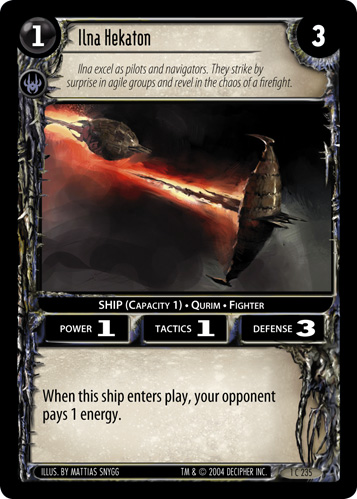 1 Ilna Hekaton 3
Ilna excel as pilots and navigators. They strike by
surprise in agile groups and revel in the chaos of a firefight.
SHIP (CAPACITY 1) • QURIM • FIGHTER
POWER 1 TACTICS 1 DEFENSE 3
When this ship enters play, your opponent
pays 1 energy.
ILLUS. BY MATTIAS SNYGG TM & © 2004 DECIPHER INC. 1 C 235